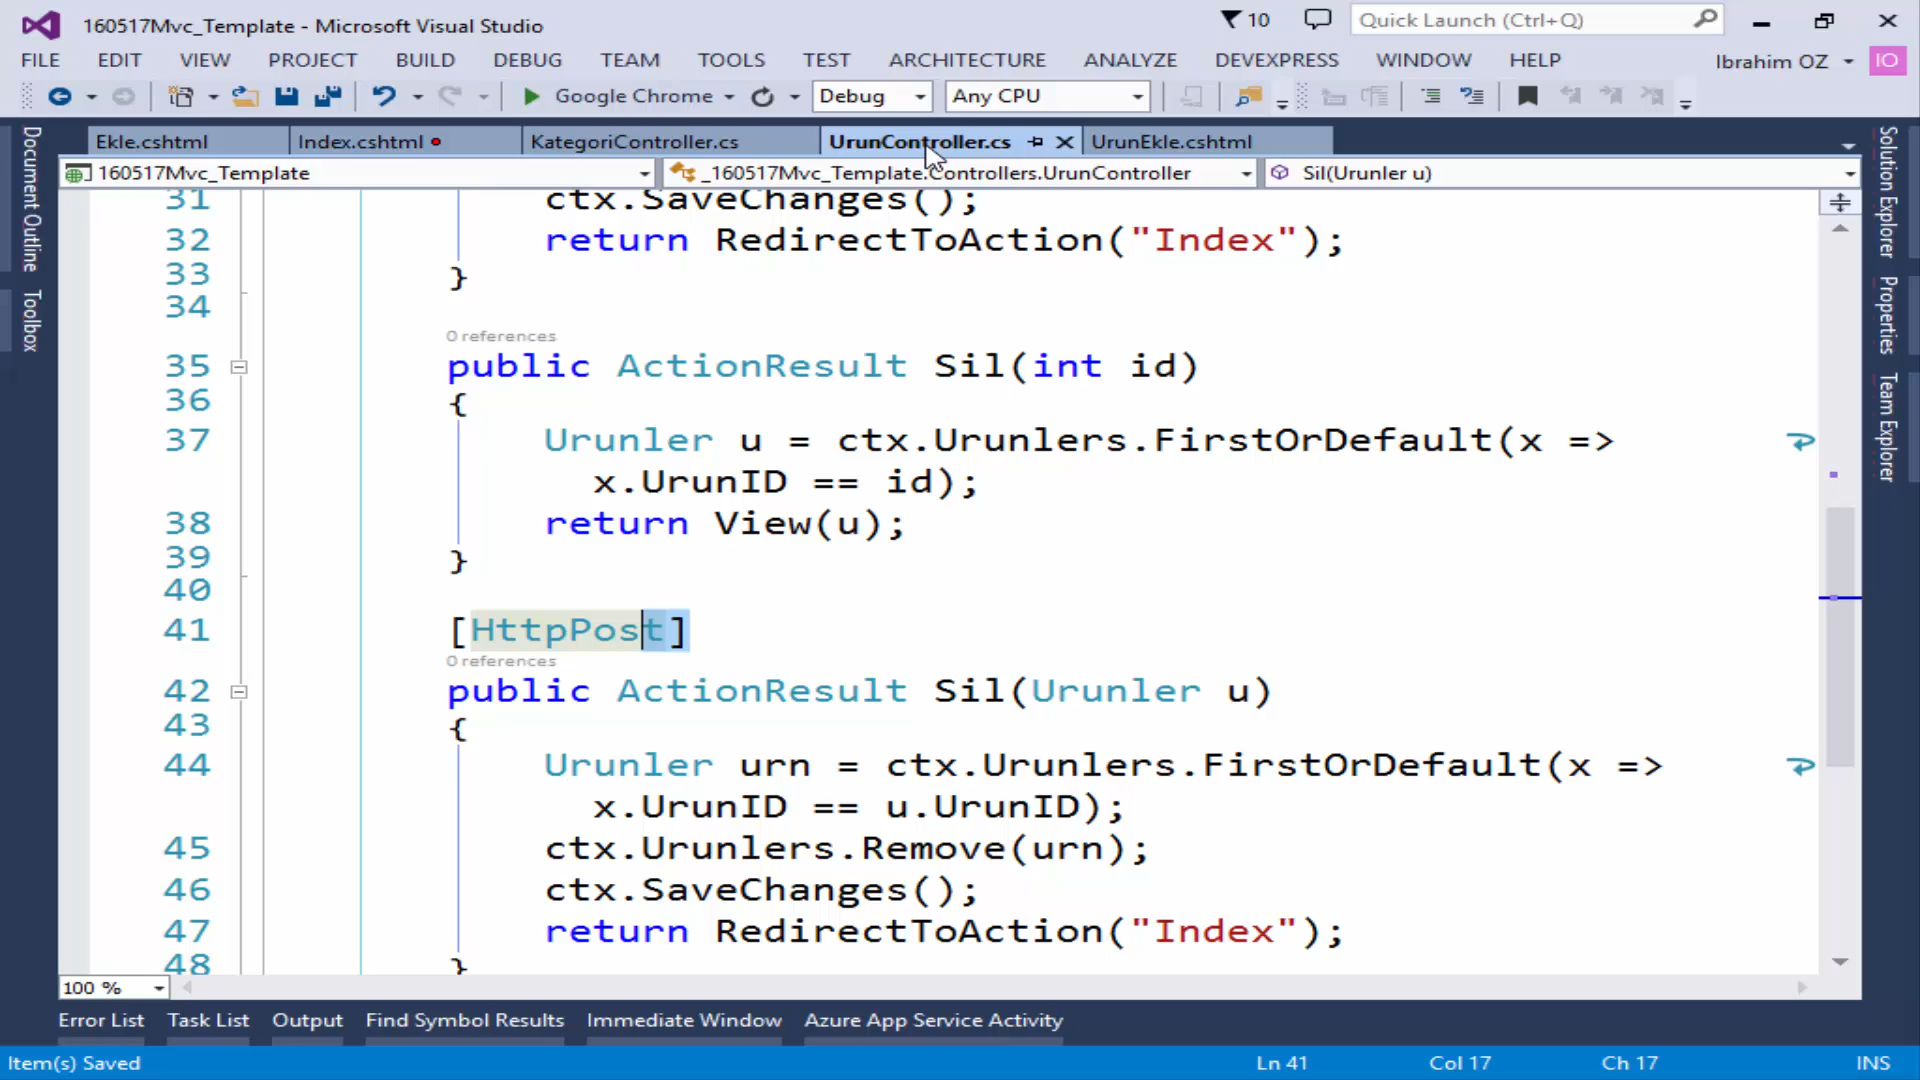 160517Mvc_Template - Microsoft Visual Studio
10
Quick Launch (Ctrl+Q)
FILE EDIT VIEW PROJECT BUILD DEBUG TEAM TOOLS TEST ARCHITECTURE ANALYZE DEVEXPRESS WINDOW HELP
Ibrahim OZ
IO
Google Chrome
Debug
Any CPU
Ekle.cshtml
Index.cshtml
KategoriController.cs
UrunController.cs
UrunEkle.cshtml
160517Mvc_Template
_160517Mvc_Template.Controllers.UrunController
Sil(Urunler u)
Document Outline
Toolbox
Solution Explorer
Properties
Team Explorer
31 ctx.SaveChanges();
32 return RedirectToAction("Index");
33 }
34
0 references
35 public ActionResult Sil(int id)
36 {
37 Urunler u = ctx.Urunlers.FirstOrDefault(x =>
x.UrunID == id);
38 return View(u);
39 }
40
41 [HttpPost]
0 references
42 public ActionResult Sil(Urunler u)
43 {
44 Urunler urn = ctx.Urunlers.FirstOrDefault(x =>
x.UrunID == u.UrunID);
45 ctx.Urunlers.Remove(urn);
46 ctx.SaveChanges();
47 return RedirectToAction("Index");
48 }
100 %
Error List Task List Output Find Symbol Results Immediate Window Azure App Service Activity
Item(s) Saved Ln 41 Col 17 Ch 17 INS